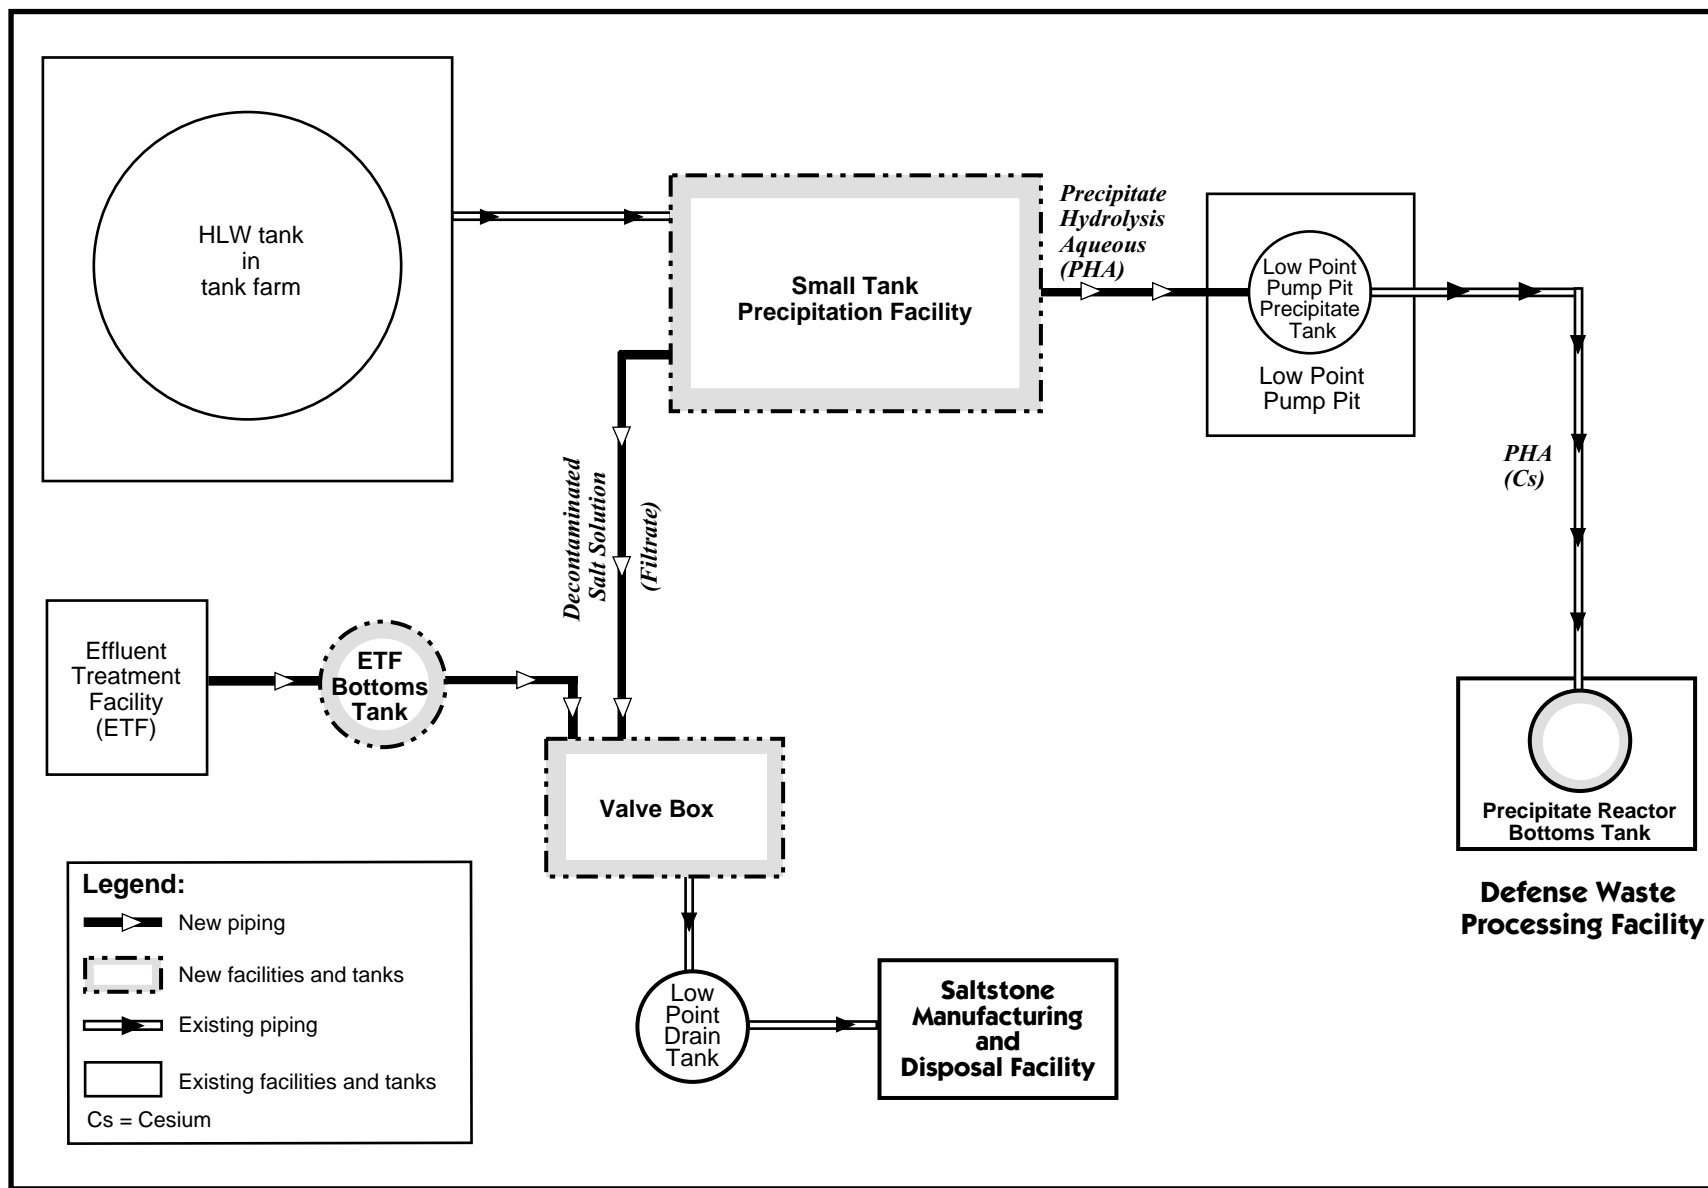 HLW tank
in
tank farm
Small Tank
Precipitation Facility
Precipitate
Hydrolysis
Aqueous
(PHA)
Low Point
Pump Pit
Precipitate
Tank
Low Point
Pump Pit
PHA
(Cs)
Decontaminated
Salt Solution
(Filtrate)
Effluent
Treatment
Facility
(ETF)
ETF
Bottoms
Tank
Valve Box
Precipitate Reactor
Bottoms Tank
Defense Waste
Processing Facility
Low
Point
Drain
Tank
Saltstone
Manufacturing
and
Disposal Facility
Legend:
New piping
New facilities and tanks
Existing piping
Existing facilities and tanks
Cs = Cesium